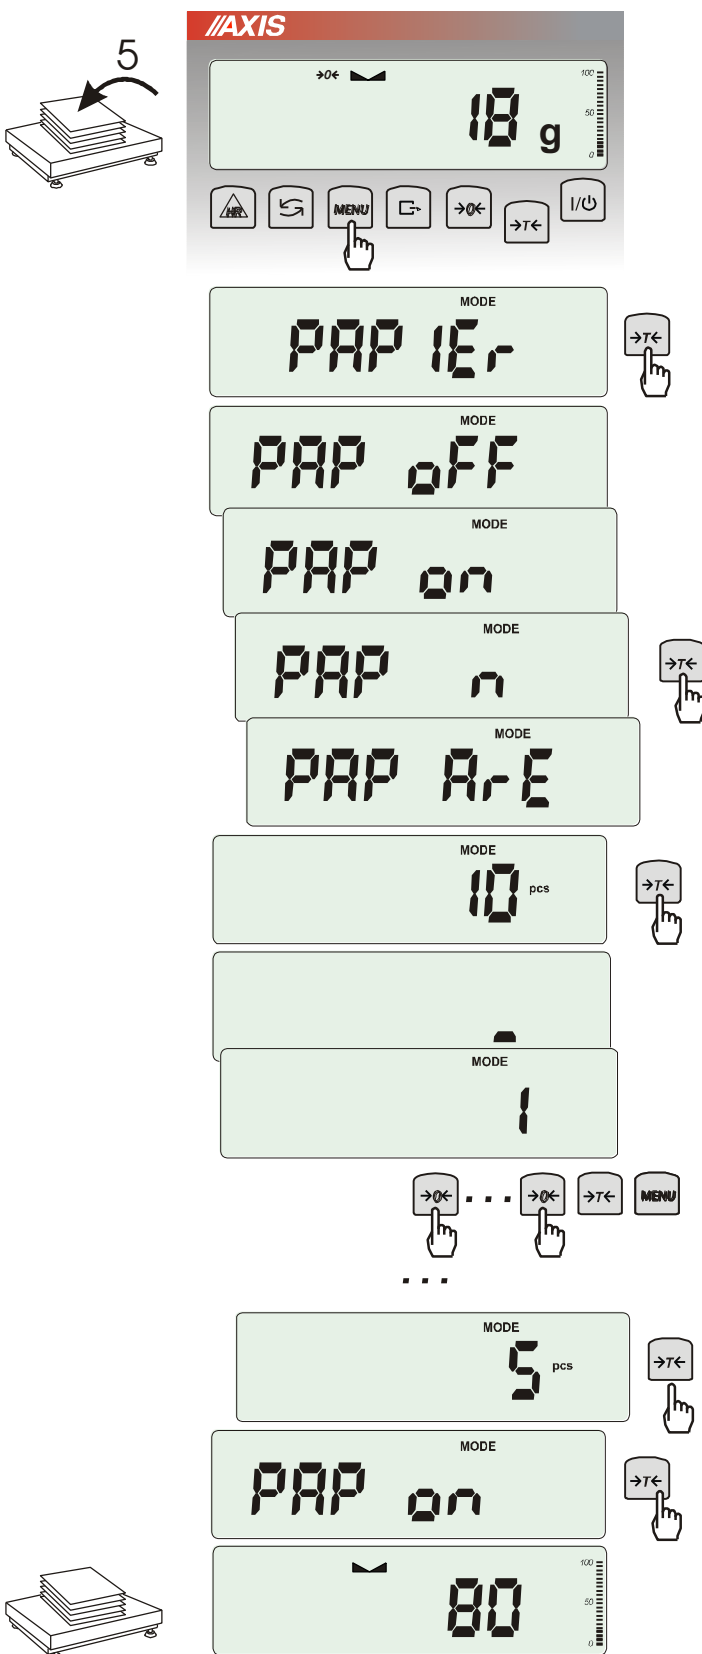 //AXIS
5
→0←
100
50
0
18 g
HR MENU →0← →T← I/⏻
MODE
PAPIEr
→T←
MODE
PAP oFF
MODE
PAP on
MODE
PAP n
→T←
MODE
PAP ArE
MODE
10 pcs
→T←
MODE
1
→0← ... →0← →T← MENU
...
MODE
5 pcs
→T←
MODE
PAP on
→T←
100
50
0
80